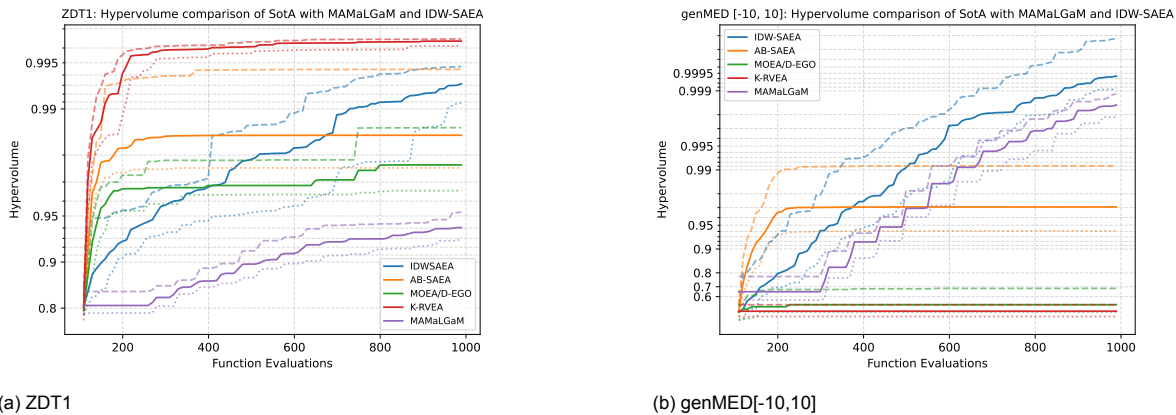 ZDT1: Hypervolume comparison of SotA with MAMaLGaM and IDW-SAEA
0.995
0.99
0.95
0.9
0.8
Hypervolume
IDWSAEA
AB-SAEA
MOEA/D-EGO
K-RVEA
MAMaLGaM
200
400
600
800
1000
Function Evaluations
(a) ZDT1
genMED [-10, 10]: Hypervolume comparison of SotA with MAMaLGaM and IDW-SAEA
IDW-SAEA
AB-SAEA
MOEA/D-EGO
K-RVEA
MAMaLGaM
0.9995
0.999
0.995
0.99
0.95
0.9
0.8
0.7
0.6
Hypervolume
200
400
600
800
1000
Function Evaluations
(b) genMED[-10,10]